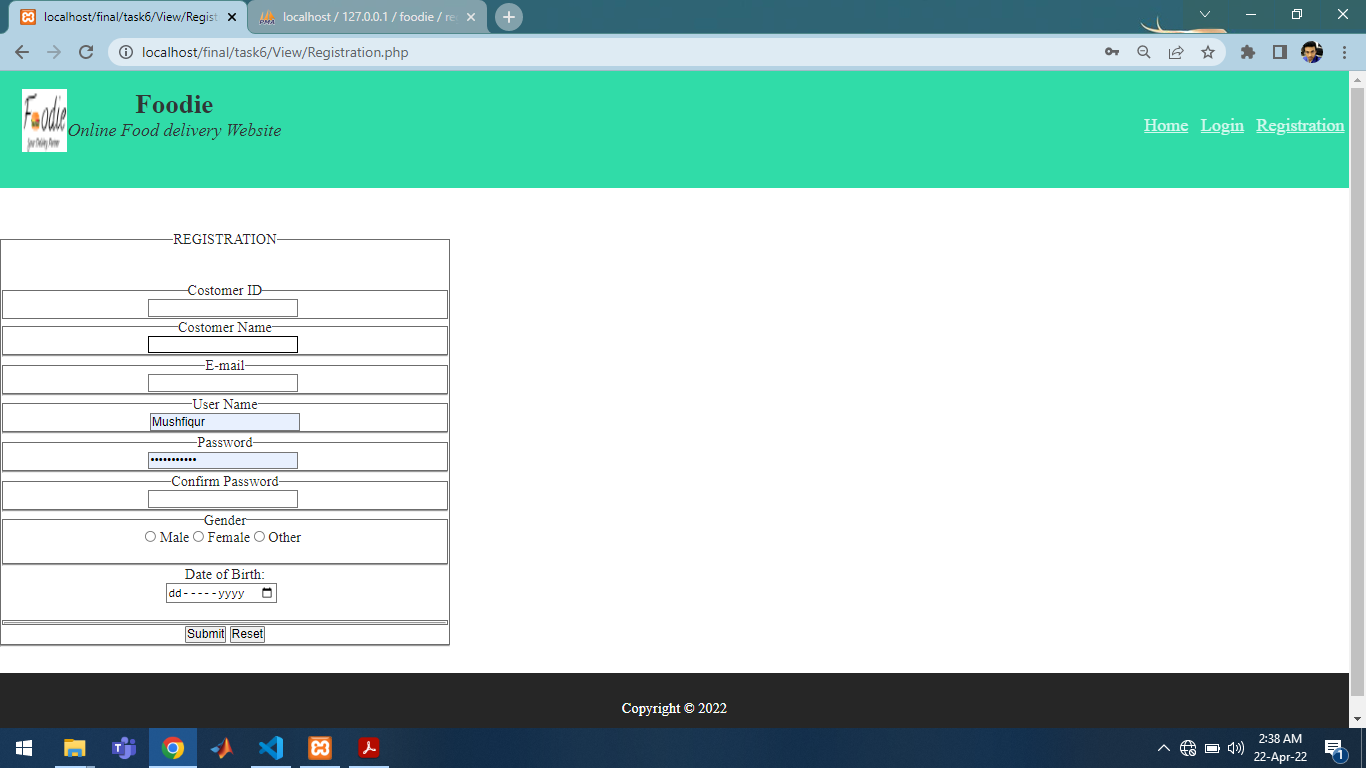 localhost/final/task6/View/Regist
localhost / 127.0.0.1 / foodie / re
localhost/final/task6/View/Registration.php
Foodie
Foodie
Online Food delivery Website
Home Login Registration
REGISTRATION
Costomer ID
Costomer Name
E-mail
User Name
Mushfiqur
Password
•••••••••••
Confirm Password
Gender
Male Female Other
Date of Birth:
dd-----yyyy
Submit Reset
Copyright © 2022
2:38 AM
22-Apr-22
1